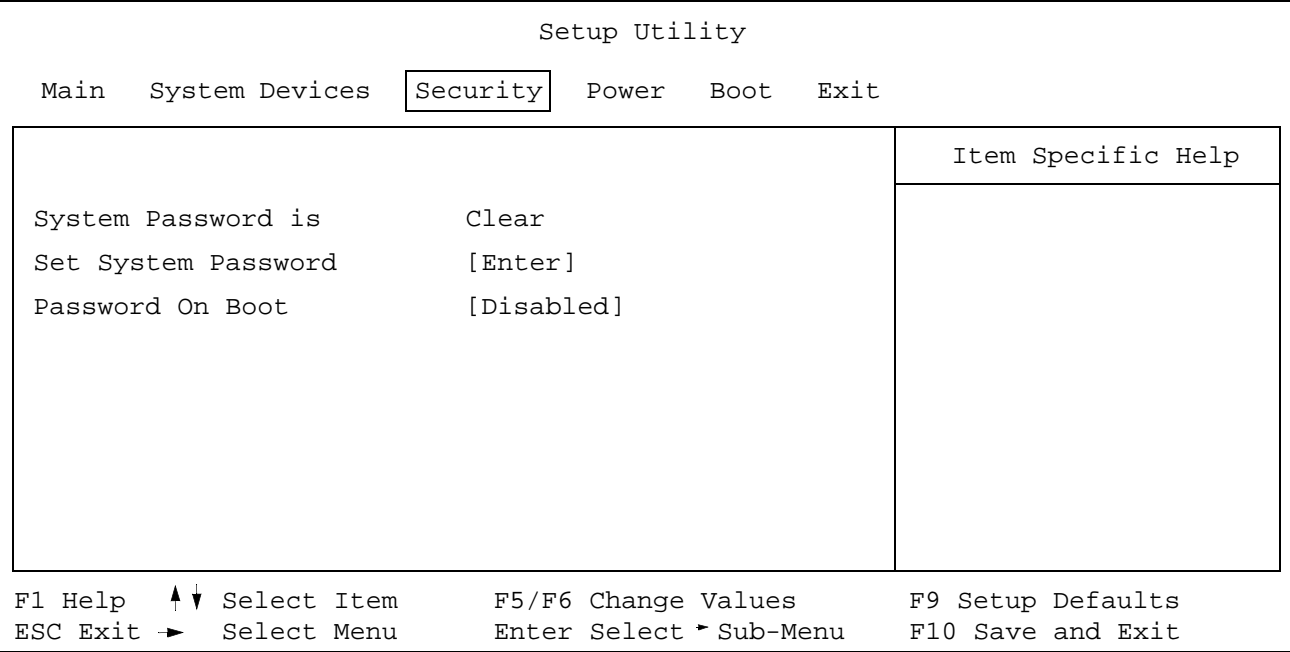 Setup Utility
Main System Devices Security Power Boot Exit
Item Specific Help
System Password is Clear
Set System Password [Enter]
Password On Boot [Disabled]
F1 Help Select Item F5/F6 Change Values F9 Setup Defaults
ESC Exit Select Menu Enter Select Sub-Menu F10 Save and Exit